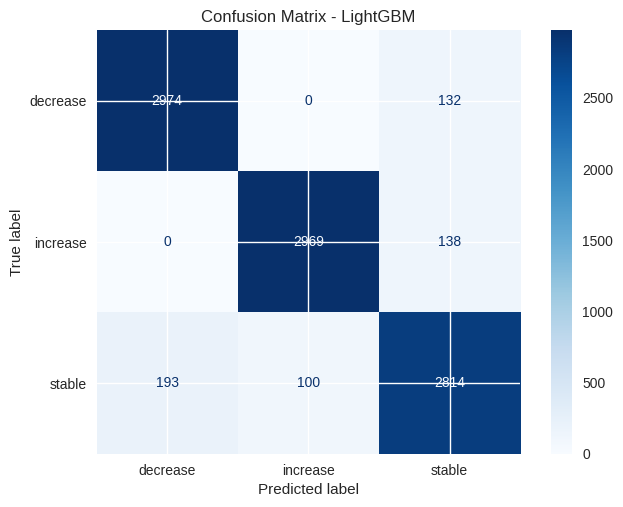 Confusion Matrix - LightGBM
decrease 2974 0 132
increase 0 2969 138
stable 193 100 2814
decrease increase stable
Predicted label
True label
2500
2000
1500
1000
500
0